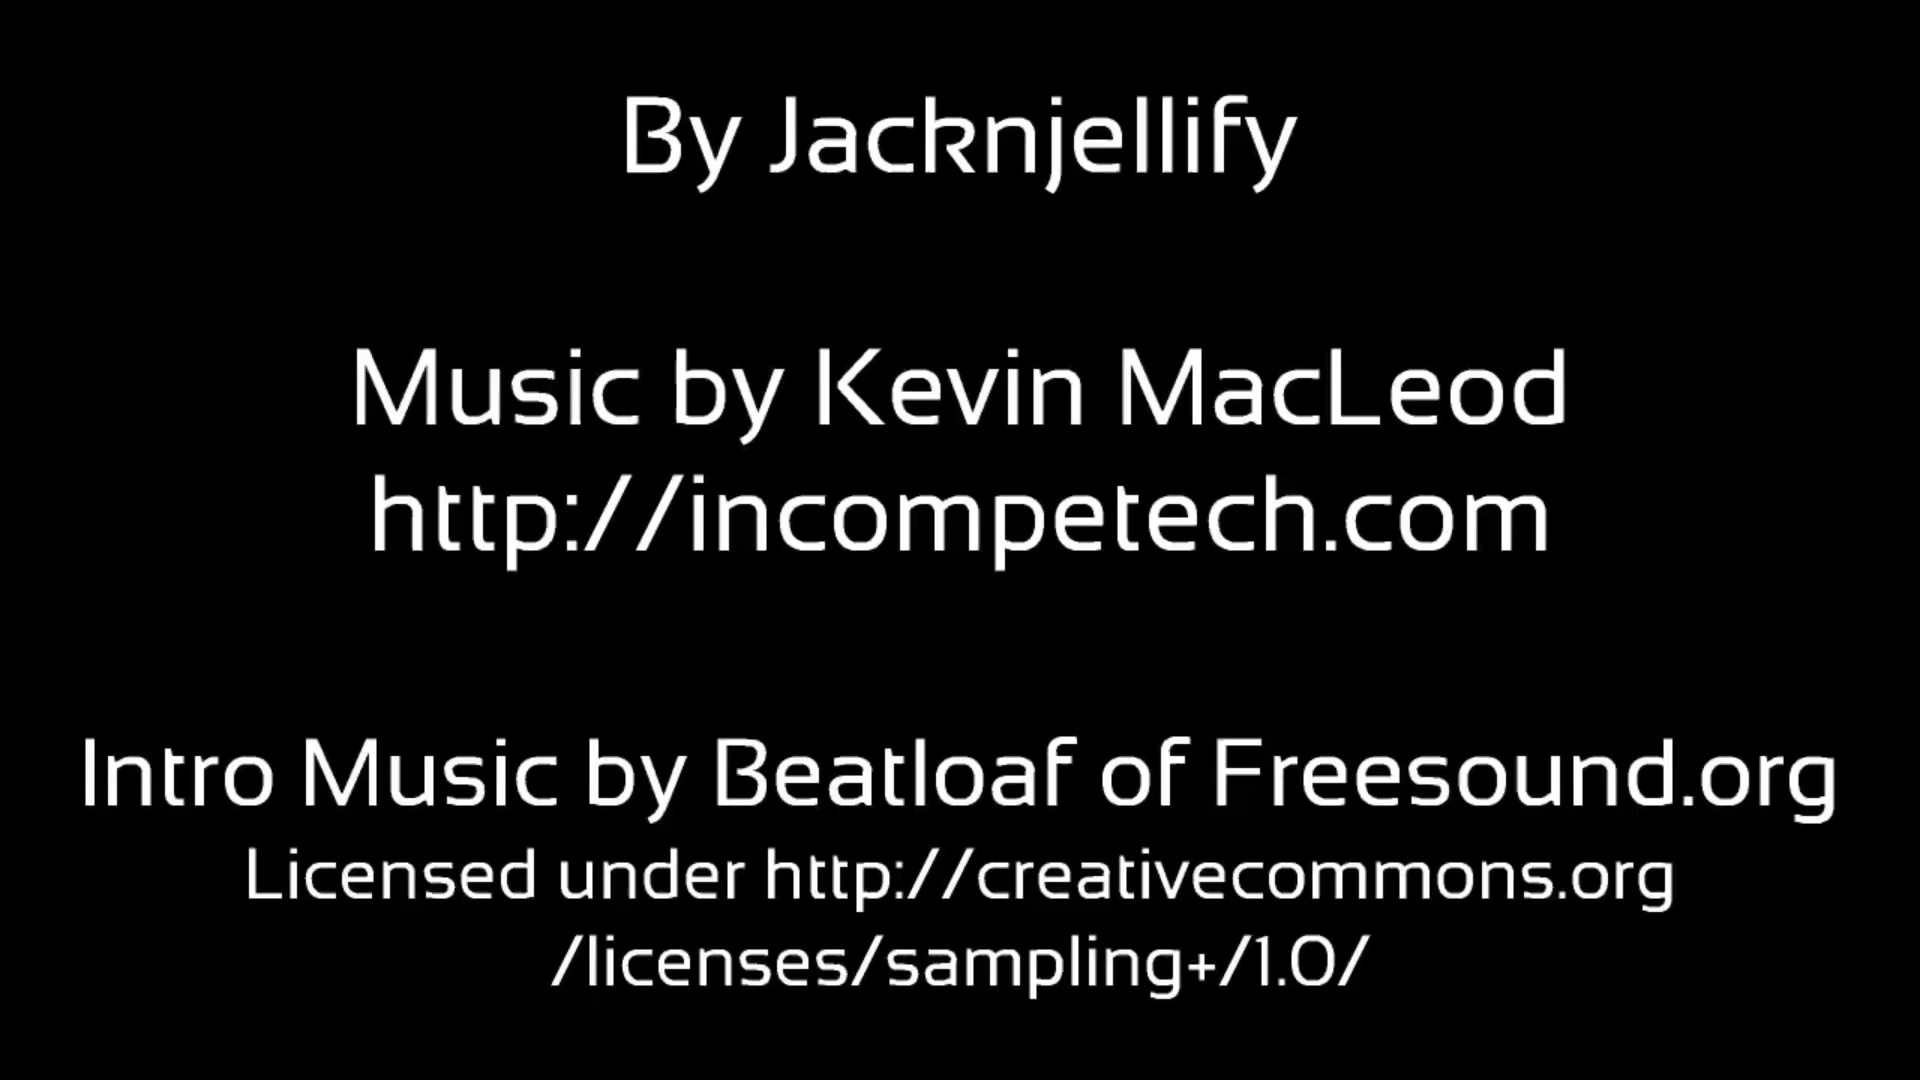 By Jacknjellify
Music by Kevin MacLeod
http://incompetech.com
Intro Music by Beatloaf of Freesound.org
Licensed under http://creativecommons.org
/licenses/sampling+/1.0/